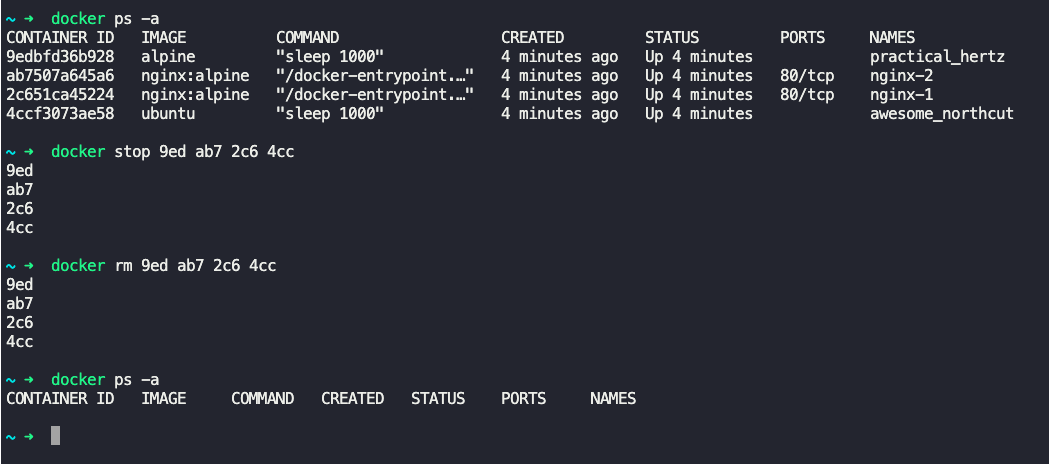 ~ ➜  docker ps -a
CONTAINER ID   IMAGE          COMMAND                  CREATED         STATUS         PORTS     NAMES
9edbfd36b928   alpine         "sleep 1000"             4 minutes ago   Up 4 minutes             practical_hertz
ab7507a645a6   nginx:alpine   "/docker-entrypoint.…"   4 minutes ago   Up 4 minutes   80/tcp    nginx-2
2c651ca45224   nginx:alpine   "/docker-entrypoint.…"   4 minutes ago   Up 4 minutes   80/tcp    nginx-1
4ccf3073ae58   ubuntu         "sleep 1000"             4 minutes ago   Up 4 minutes             awesome_northcut
~ ➜  docker stop 9ed ab7 2c6 4cc
9ed
ab7
2c6
4cc
~ ➜  docker rm 9ed ab7 2c6 4cc
9ed
ab7
2c6
4cc
~ ➜  docker ps -a
CONTAINER ID   IMAGE     COMMAND   CREATED   STATUS    PORTS     NAMES
~ ➜